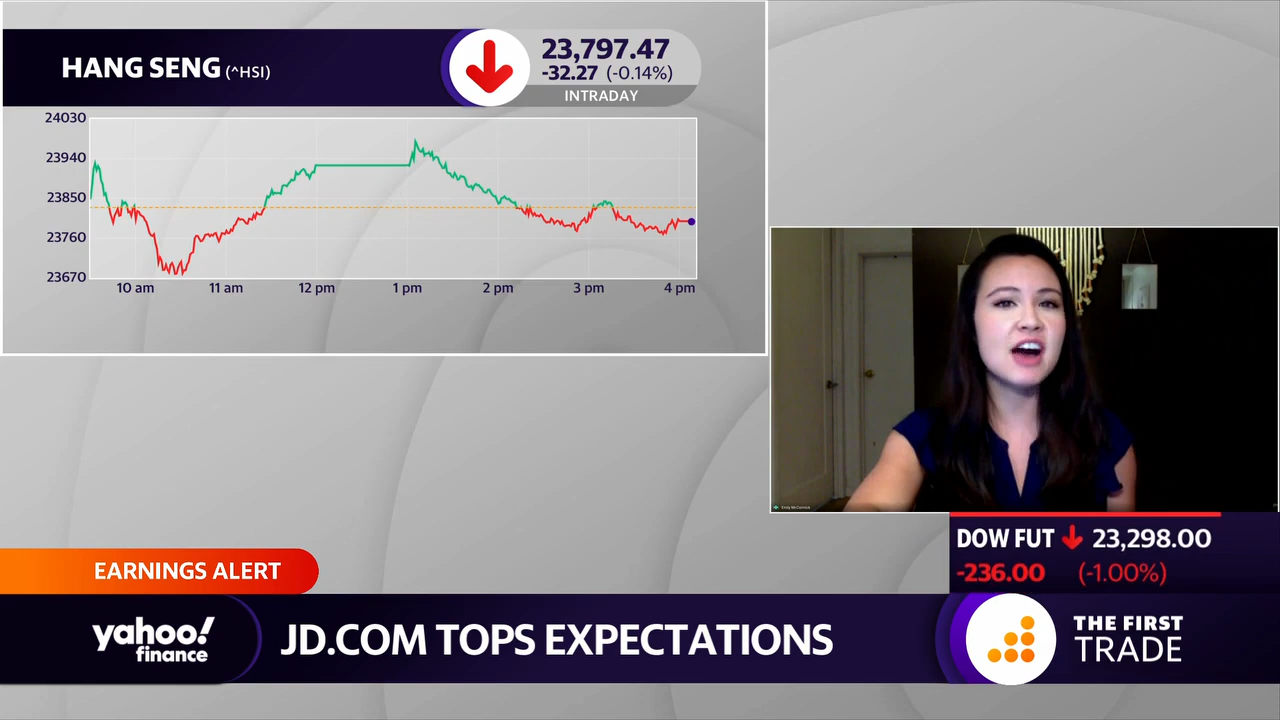 HANG SENG (^HSI)
23,797.47
-32.27 (-0.14%)
INTRADAY
24030
23940
23850
23760
23670
10 am 11 am 12 pm 1 pm 2 pm 3 pm 4 pm
Emily McCormick
DOW FUT 23,298.00
-236.00 (-1.00%)
EARNINGS ALERT
yahoo!
finance
JD.COM TOPS EXPECTATIONS
THE FIRST
TRADE